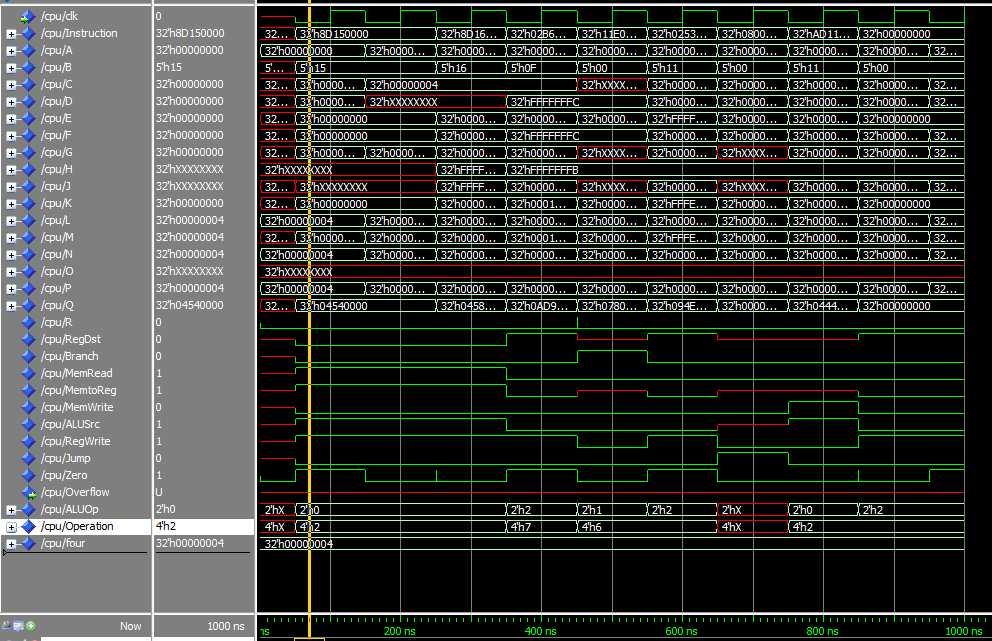 /cpu/clk 0
/cpu/Instruction 32'h8D150000 32... 32'h8D150000 32'h8D16... 32'h02B6... 32'h11E0... 32'h0253... 32'h0800... 32'hAD11... 32'h00000000
/cpu/A 32'h00000000 32'h00000000 32'h0000... 32'h0000... 32'h0000... 32'h0000... 32'h0000... 32'h0000... 32'h0000... 32'h0000... 32...
/cpu/B 5'h15 5'... 5'h15 5'h16 5'h0F 5'h00 5'h11 5'h00 5'h11 5'h00
/cpu/C 32'h00000000 32... 32'h0000... 32'h00000004 32'hXXXX... 32'h0000... 32'h0000... 32'h0000... 32'h0000... 32...
/cpu/D 32'h00000000 32... 32'h0000... 32'hXXXXXXXX 32'hFFFFFFFC 32'h0000... 32'h0000... 32'h0000... 32'h0000... 32...
/cpu/E 32'h00000000 32... 32'h00000000 32'h0000... 32'h0000... 32'h0000... 32'hFFFF... 32'h0000... 32'h0000... 32'h00000000
/cpu/F 32'h00000000 32... 32'h00000000 32'h0000... 32'hFFFFFFFC 32'h0000... 32'h0000... 32'h0000... 32'h0000... 32...
/cpu/G 32'h00000000 32... 32'h0000... 32'h0000... 32'h0000... 32'h0000... 32'hXXXX... 32'h0000... 32'hXXXX... 32'h0000... 32'h0000... 32...
/cpu/H 32'hXXXXXXXX 32'hXXXXXXXX 32'hFFFF... 32'hFFFFFFFB
/cpu/J 32'hXXXXXXXX 32... 32'hXXXXXXXX 32'h0000... 32'h0000... 32'hXXXX... 32'h0000... 32'hXXXX... 32'h0000... 32'h0000... 32...
/cpu/K 32'h00000000 32... 32'h00000000 32'h0000... 32'h0001... 32'h0000... 32'hFFFE... 32'h0000... 32'h0000... 32'h00000000
/cpu/L 32'h00000004 32'h00000004 32'h0000... 32'h0000... 32'h0000... 32'h0000... 32'h0000... 32'h0000... 32'h0000... 32'h0000... 32...
/cpu/M 32'h00000004 32... 32'h0000... 32'h0000... 32'h0000... 32'h0001... 32'h0000... 32'hFFFE... 32'h0000... 32'h0000... 32'h0000... 32...
/cpu/N 32'h00000004 32'h00000004 32'h0000... 32'h0000... 32'h0000... 32'h0000... 32'h0000... 32'h0000... 32'h0000... 32'h0000... 32...
/cpu/O 32'hXXXXXXXX 32'hXXXXXXXX
/cpu/P 32'h00000004 32'h00000004 32'h0000... 32'h0000... 32'h0000... 32'h0000... 32'h0000... 32'h0000... 32'h0000... 32'h0000... 32...
/cpu/Q 32'h04540000 32... 32'h04540000 32'h0458... 32'h0AD9... 32'h0780... 32'h094E... 32'h0000... 32'h0444... 32'h00000000
/cpu/R 0
/cpu/RegDst 0
/cpu/Branch 0
/cpu/MemRead 1
/cpu/MemtoReg 1
/cpu/MemWrite 0
/cpu/ALUSrc 1
/cpu/RegWrite 1
/cpu/Jump 0
/cpu/Zero 1
/cpu/Overflow U
/cpu/ALUOp 2'h0 2'hX 2'h0 2'h2 2'h1 2'h2 2'hX 2'h0 2'h2
/cpu/Operation 4'h2 4'hX 4'h2 4'h7 4'h6 4'hX 4'h2
/cpu/four 32'h00000004 32'h00000004
Now 1000 ns ns 200 ns 400 ns 600 ns 800 ns 1000 ns